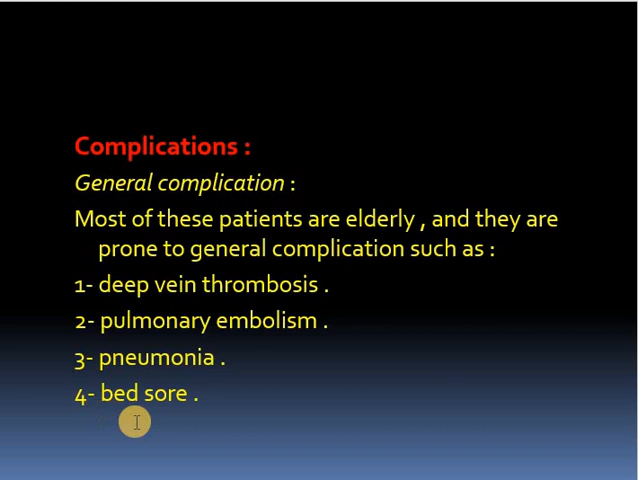 Complications :
General complication :
Most of these patients are elderly , and they are
prone to general complication such as :
1- deep vein thrombosis .
2- pulmonary embolism .
3- pneumonia .
4- bed sore .